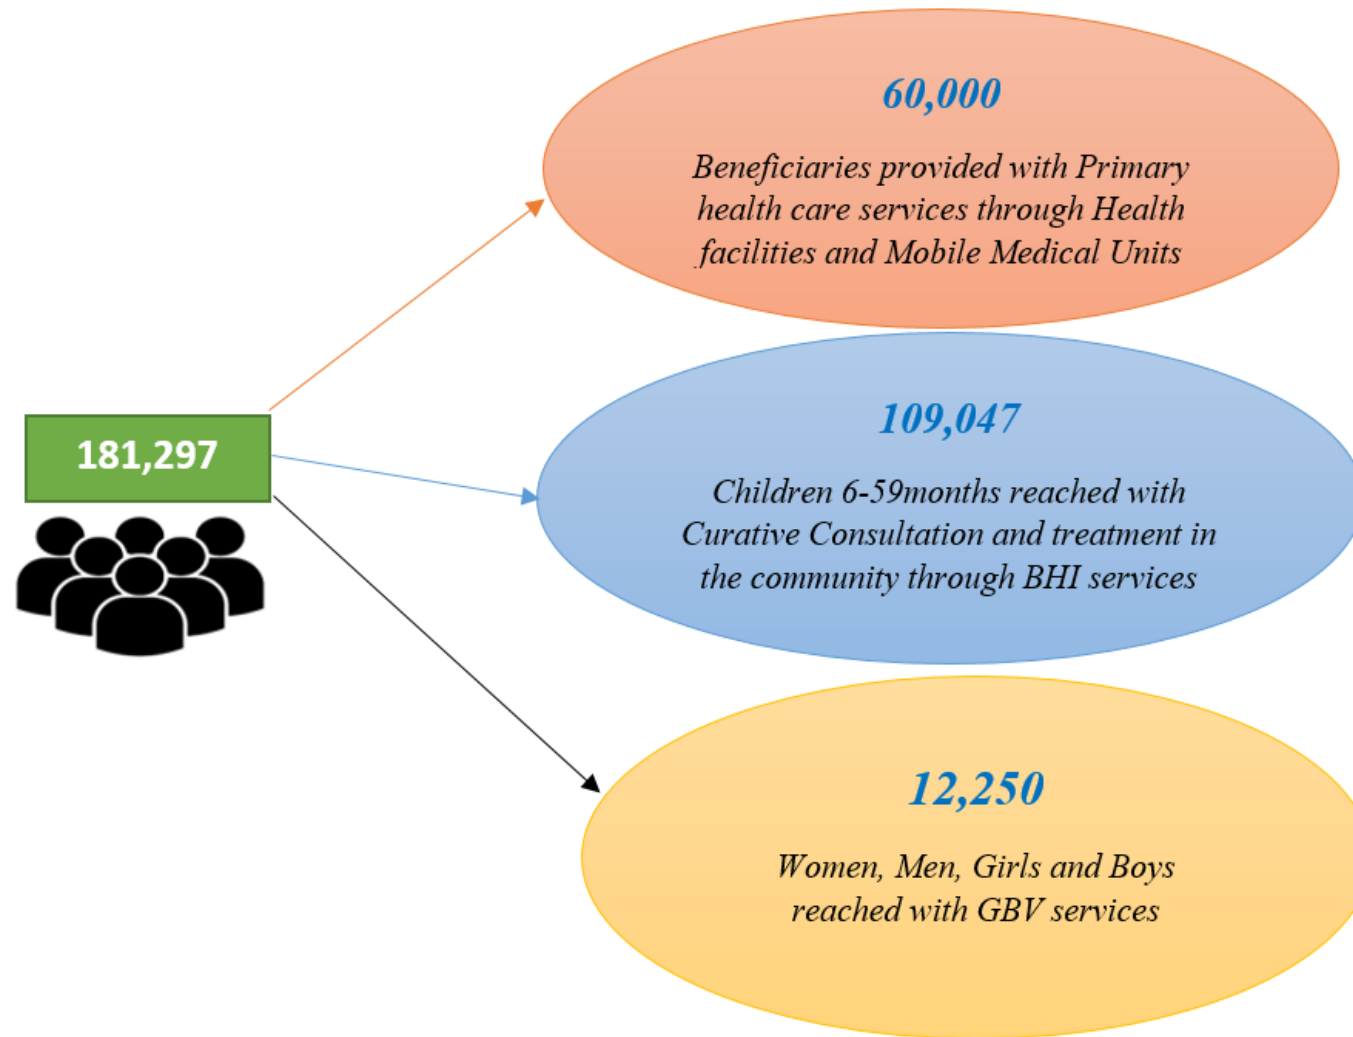 181,297
60,000
Beneficiaries provided with Primary
health care services through Health
facilities and Mobile Medical Units
109,047
Children 6-59months reached with
Curative Consultation and treatment in
the community through BHI services
12,250
Women, Men, Girls and Boys
reached with GBV services